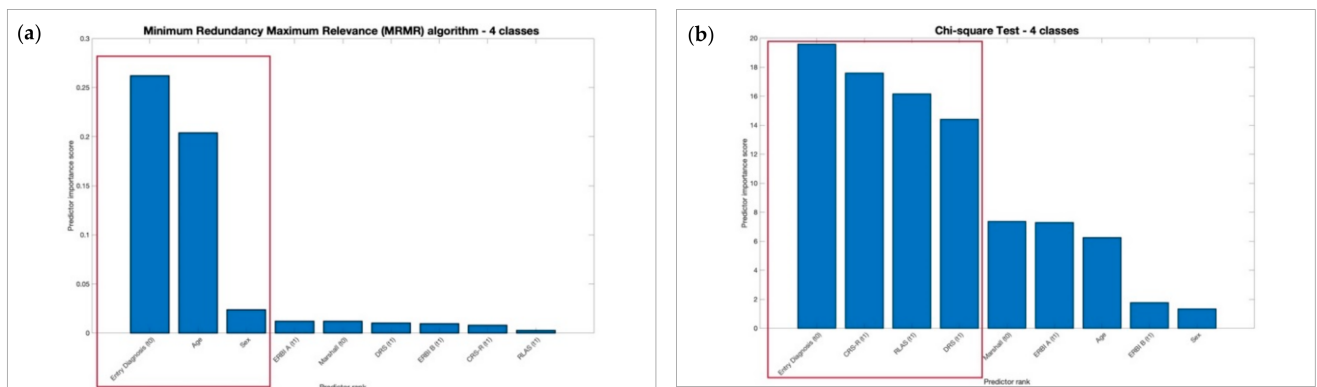 (a)
Minimum Redundancy Maximum Relevance (MRMR) algorithm - 4 classes
Predictor importance score
0.3
0.25
0.2
0.15
0.1
0.05
0
Entry Diagnosis (t0)
Age
Sex
ERBI A (t1)
Marshall (t0)
DRS (t1)
ERBI B (t1)
CRS-R (t1)
RLAS (t1)
Predictor rank
(b)
Chi-square Test - 4 classes
Predictor importance score
20
18
16
14
12
10
8
6
4
2
0
Entry Diagnosis (t0)
CRS-R (t1)
RLAS (t1)
DRS (t1)
Marshall (t0)
ERBI A (t1)
Age
ERBI B (t1)
Sex
Predictor rank